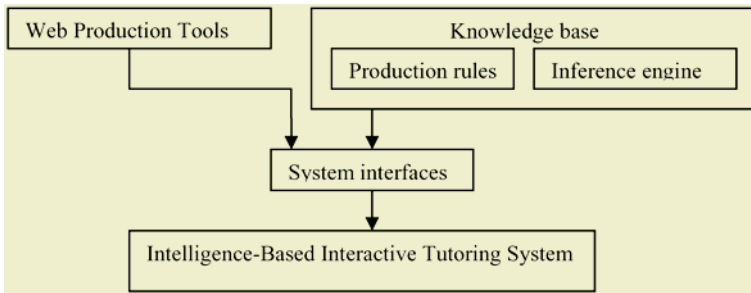 Web Production Tools
Knowledge base
Production rules
Inference engine
System interfaces
Intelligence-Based Interactive Tutoring System